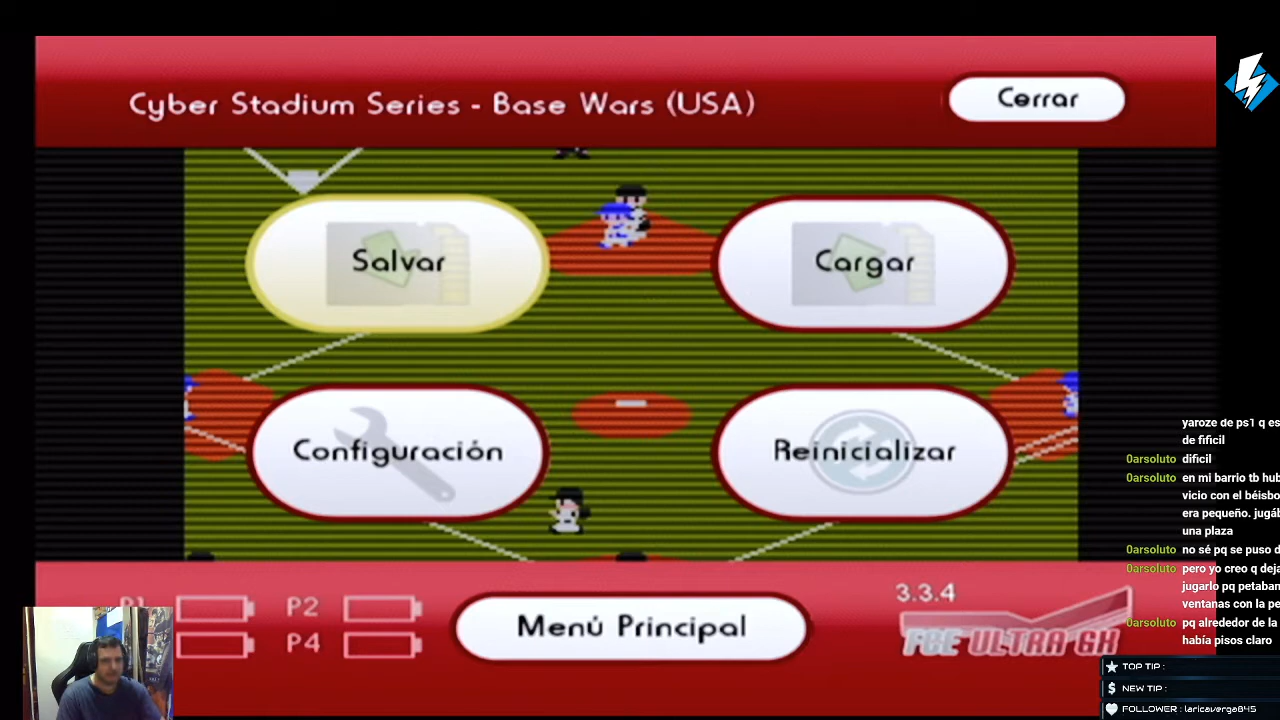 Cyber Stadium Series - Base Wars (USA)
Cerrar
Salvar
Cargar
Configuración
Reinicializar
P1
P2
P4
Menú Principal
3.3.4
FCE ULTRA GX
yaroze de ps1 q es
de fificil
0arsoluto dificil
0arsoluto en mi barrio tb hub
vicio con el béisbo
era pequeño. jugáb
una plaza
0arsoluto no sé pq se puso d
0arsoluto pero yo creo q deja
jugarlo pq petaban
ventanas con la pe
0arsoluto pq alrededor de la
había pisos claro
TOP TIP :
NEW TIP :
FOLLOWER : laricaverga845